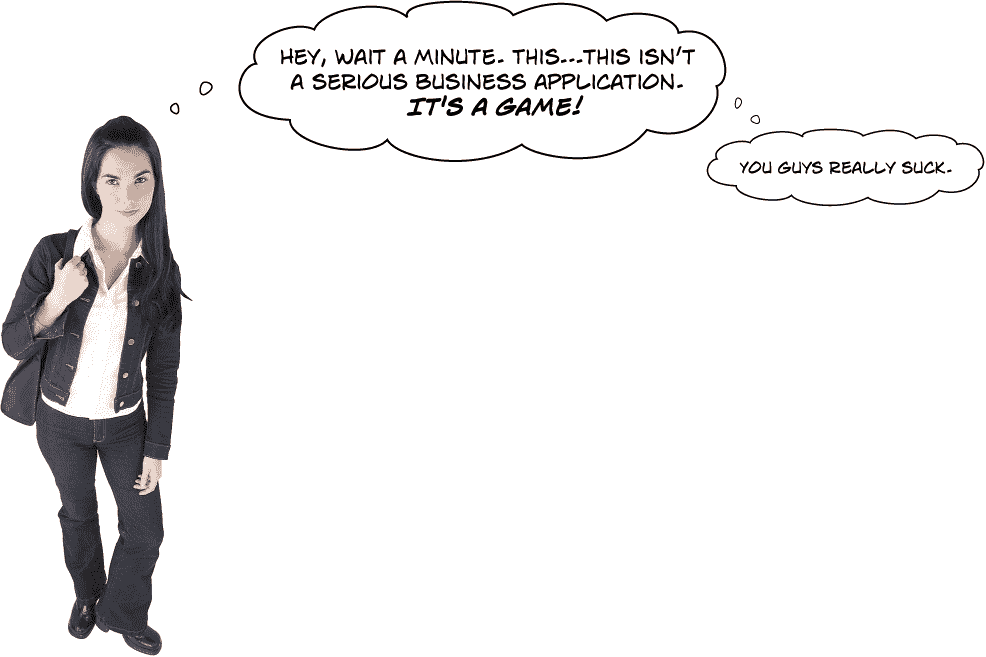 HEY, WAIT A MINUTE. THIS...THIS ISN'T
A SERIOUS BUSINESS APPLICATION.
IT'S A GAME!
YOU GUYS REALLY SUCK.